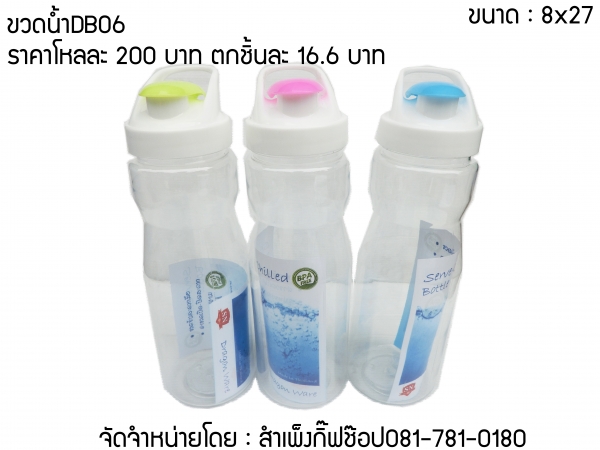 ขวดน้ำDB06
ขนาด : 8x27
ราคาโหลละ 200 บาท ตกชิ้นละ 16.6 บาท
Chilled
BPA
FREE
Serve
Bottle
จัดจำหน่ายโดย : สำเพ็งกิ๊ฟช๊อป081-781-0180